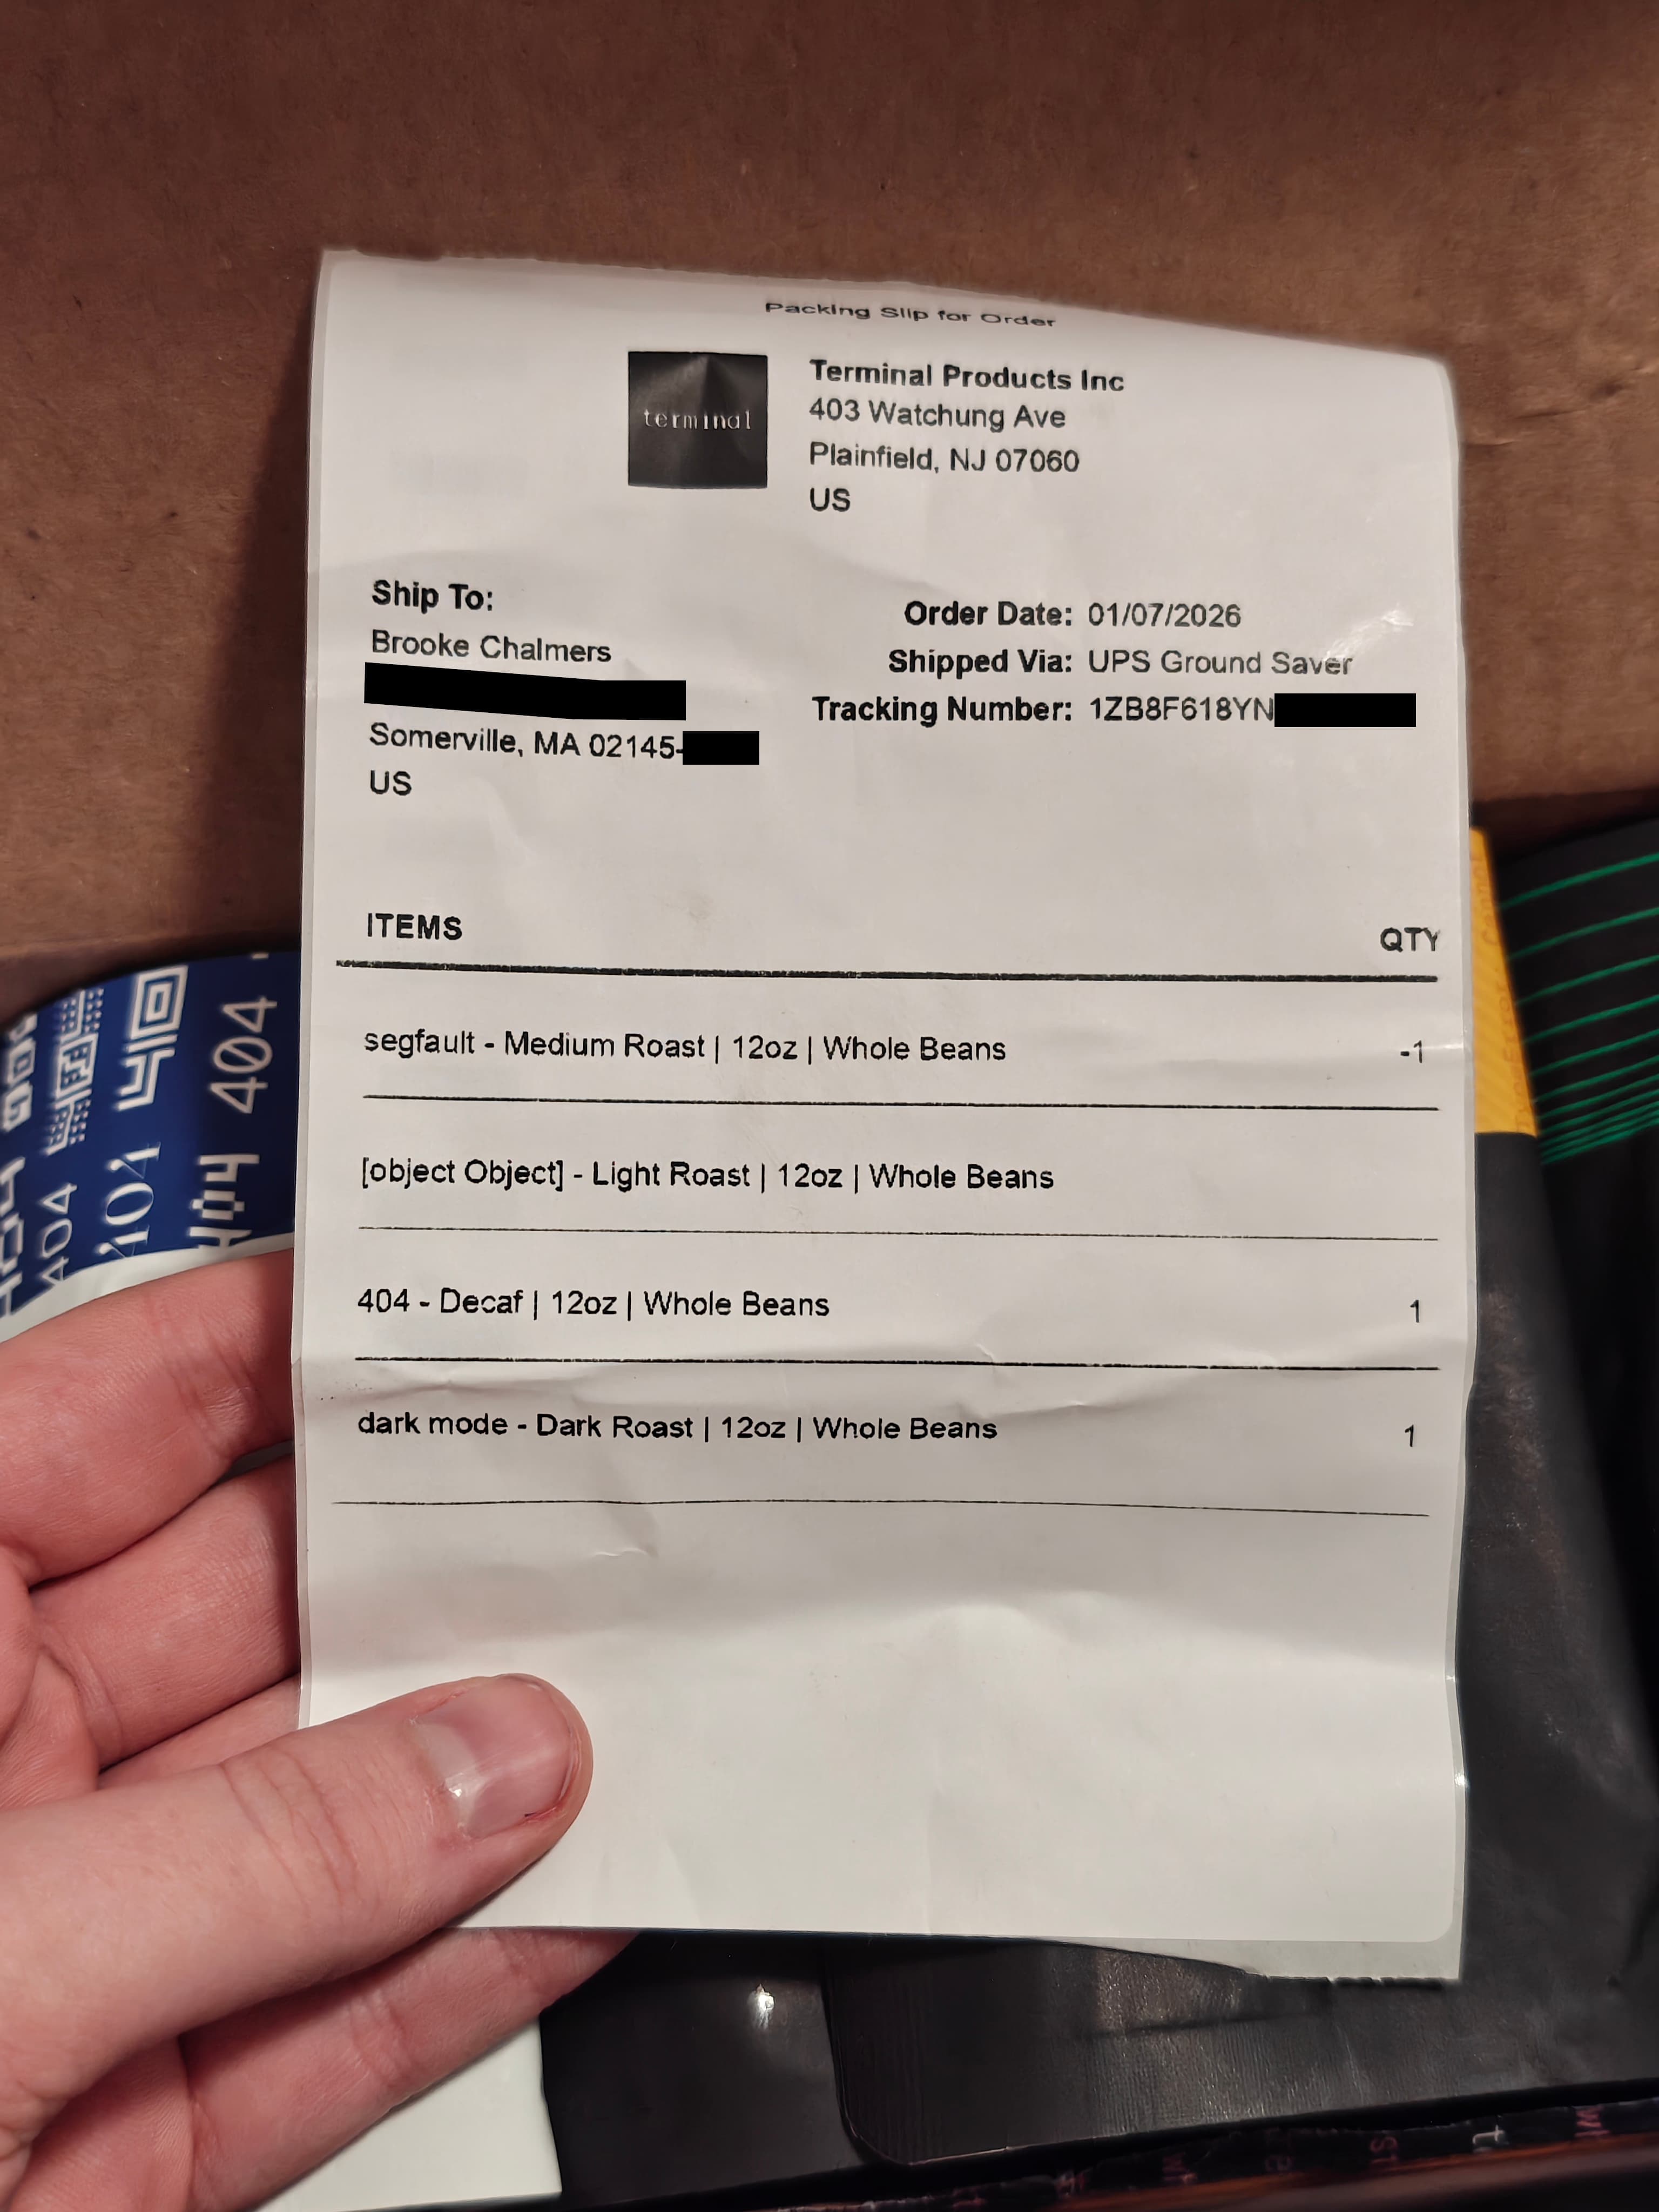 Packing Slip for Order
terminal
Terminal Products Inc
403 Watchung Ave
Plainfield, NJ 07060
US
Ship To:
Brooke Chalmers
Somerville, MA 02145-
US
Order Date: 01/07/2026
Shipped Via: UPS Ground Saver
Tracking Number: 1ZB8F618YN
ITEMS QTY
segfault - Medium Roast | 12oz | Whole Beans -1
[object Object] - Light Roast | 12oz | Whole Beans
404 - Decaf | 12oz | Whole Beans 1
dark mode - Dark Roast | 12oz | Whole Beans 1
404
404
404
404